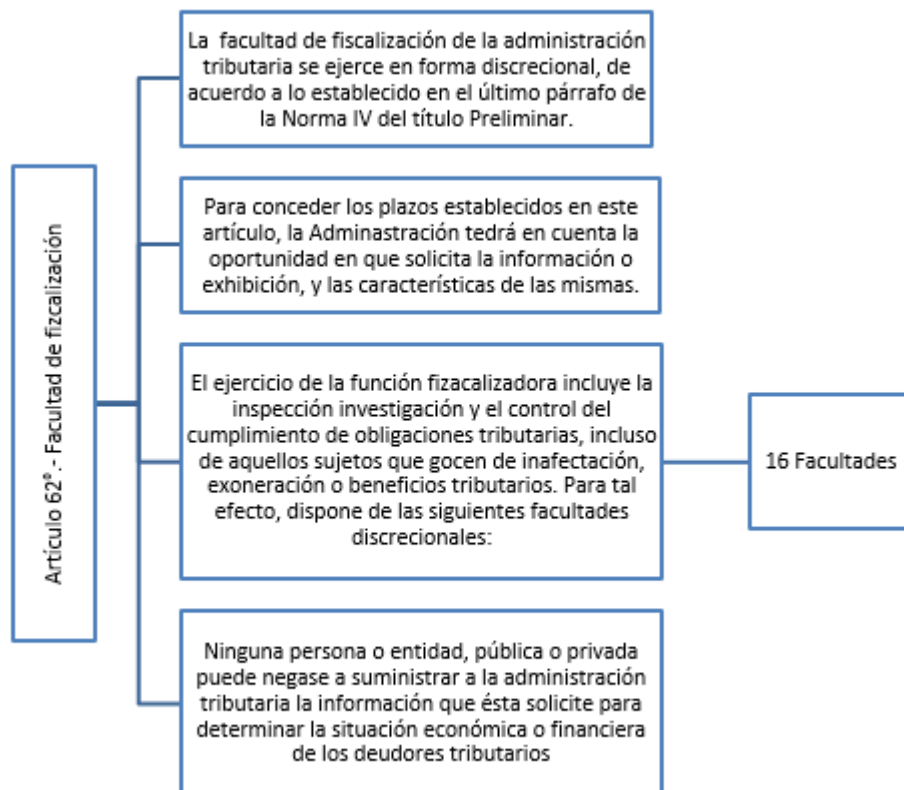 Artículo 62°.- Facultad de fizcalización
La facultad de fiscalización de la administración
tributaria se ejerce en forma discrecional, de
acuerdo a lo establecido en el último párrafo de
la Norma IV del título Preliminar.
Para conceder los plazos establecidos en este
artículo, la Adminastración tedrá en cuenta la
oportunidad en que solicita la información o
exhibición, y las características de las mismas.
El ejercicio de la función fizacalizadora incluye la
inspección investigación y el control del
cumplimiento de obligaciones tributarias, incluso
de aquellos sujetos que gocen de inafectación,
exoneración o beneficios tributarios. Para tal
efecto, dispone de las siguientes facultades
discrecionales:
16 Facultades
Ninguna persona o entidad, pública o privada
puede negase a suministrar a la administración
tributaria la información que ésta solicite para
determinar la situación económica o financiera
de los deudores tributarios